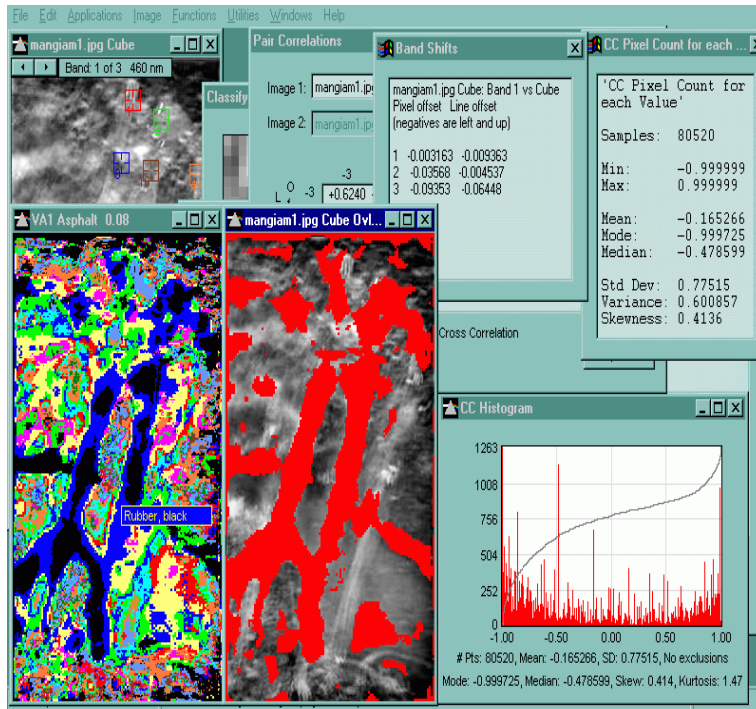 File Edit Applications Image Functions Utilities Windows Help
mangiam1.jpg Cube
Band: 1 of 3 460 nm
Classify
Pair Correlations
Image 1: mangiam1.jpg
Image 2: mangiam1.jpg
-3
L O -3 +0.6240
Cross Correlation
Band Shifts
mangiam1.jpg Cube: Band 1 vs Cube
Pixel offset Line offset
(negatives are left and up)
1 -0.003163 -0.009363
2 -0.03568 -0.004537
3 -0.09353 -0.06448
CC Pixel Count for each ...
'CC Pixel Count for
each Value'
Samples: 80520
Min: -0.999999
Max: 0.999999
Mean: -0.165266
Mode: -0.999725
Median: -0.478599
Std Dev: 0.77515
Variance: 0.600857
Skewness: 0.4136
VA1 Asphalt 0.08
Rubber, black
mangiam1.jpg Cube Ovl...
CC Histogram
1263
1008
756
504
252
0
-1.00 -0.50 0.00 0.50 1.00
# Pts: 80520, Mean: -0.165266, SD: 0.77515, No exclusions
Mode: -0.999725, Median: -0.478599, Skew: 0.414, Kurtosis: 1.47